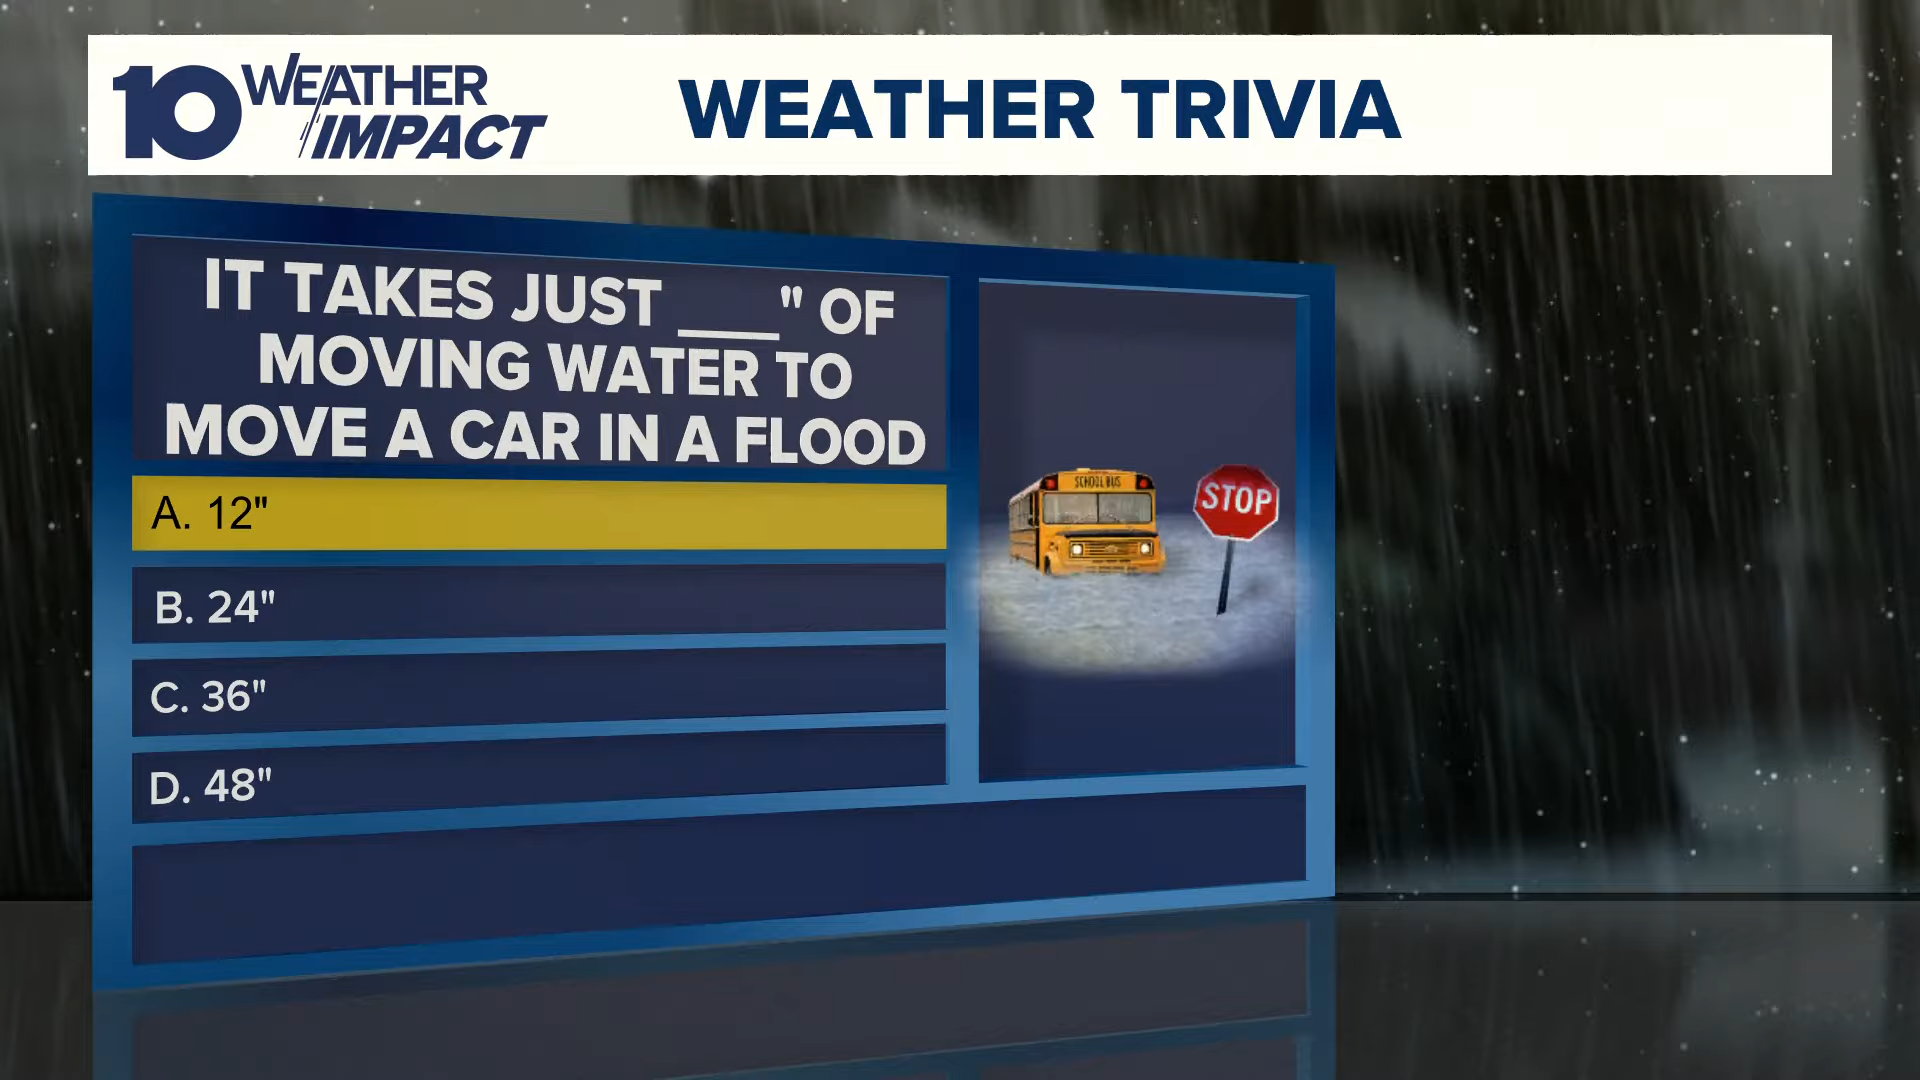 10 WEATHER IMPACT
WEATHER TRIVIA
IT TAKES JUST ___" OF
MOVING WATER TO
MOVE A CAR IN A FLOOD
A. 12"
B. 24"
C. 36"
D. 48"
SCHOOL BUS
STOP